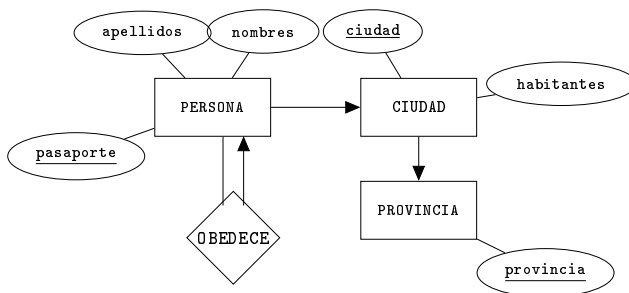 apellidos
nombres
ciudad
habitantes
PERSONA
CIUDAD
pasaporte
PROVINCIA
OBEDECE
provincia